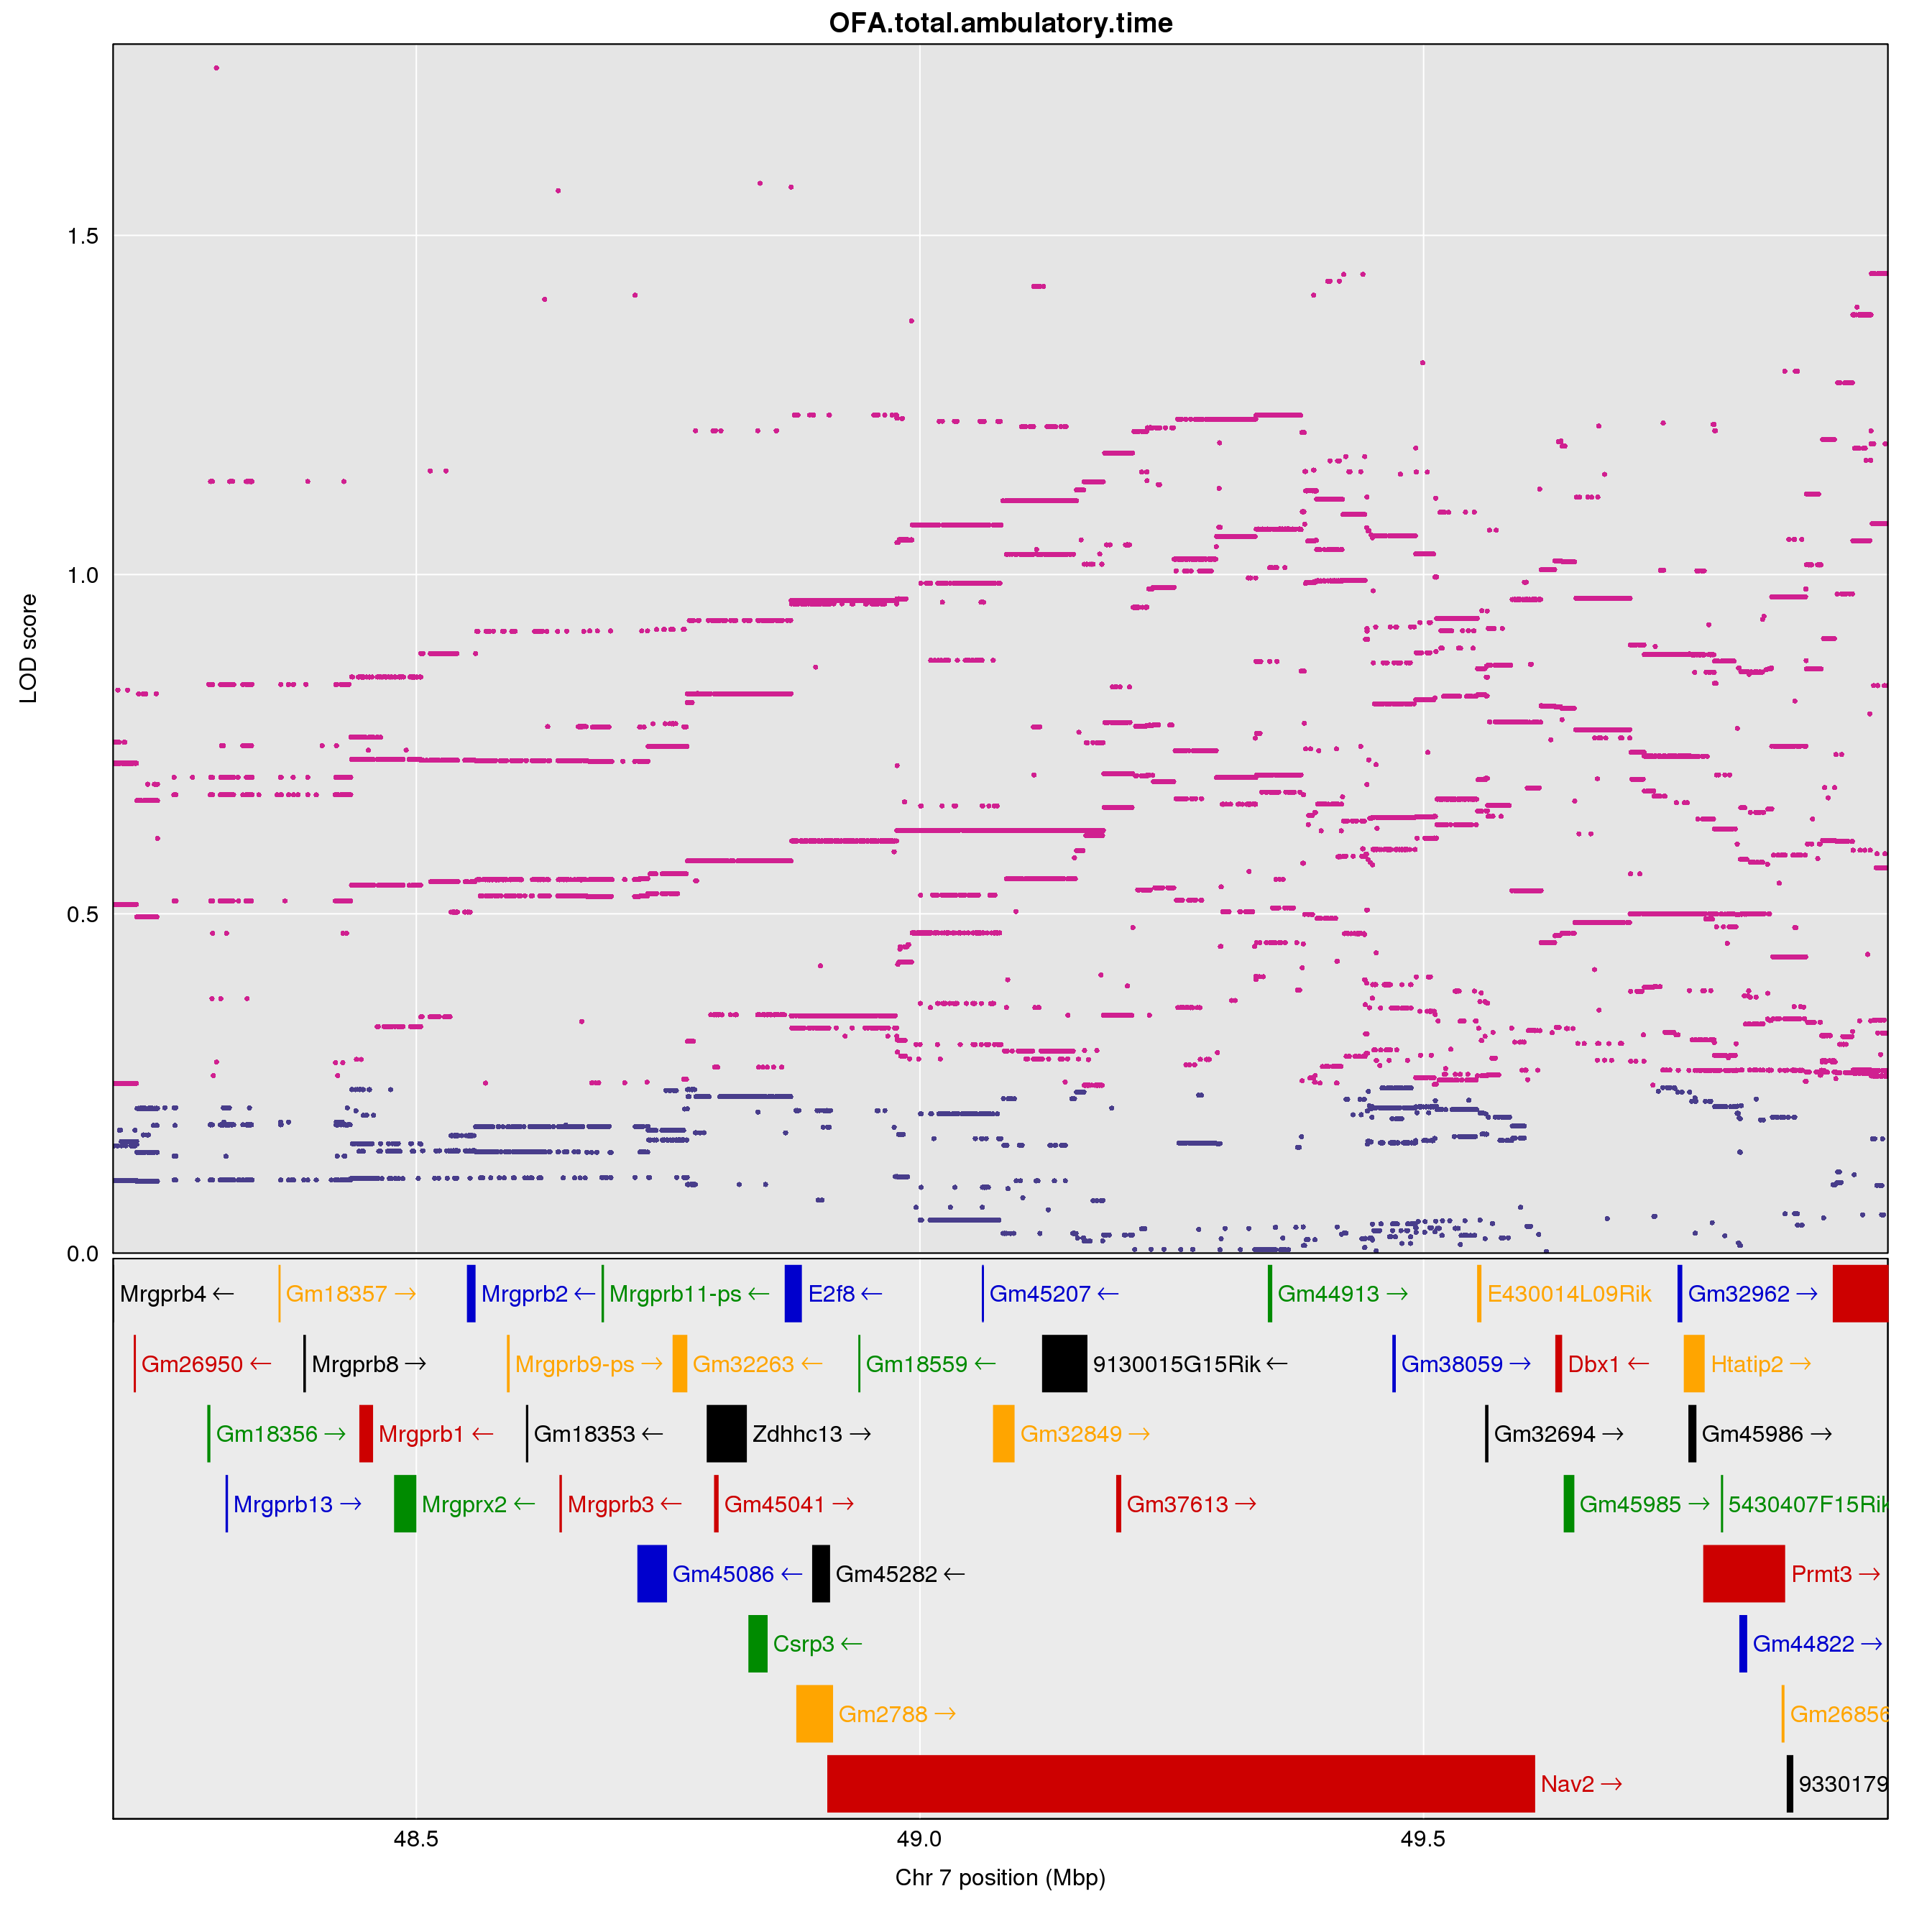 OFA.total.ambulatory.time
LOD score
1.5
1.0
0.5
0.0
Mrgprb4 ← Gm18357 → Mrgprb2 ← Mrgprb11-ps ← E2f8 ← Gm45207 ← Gm44913 → E430014L09Rik Gm32962 →
Gm26950 ← Mrgprb8 → Mrgprb9-ps → Gm32263 ← Gm18559 ← 9130015G15Rik ← Gm38059 → Dbx1 ← Htatip2 →
Gm18356 → Mrgprb1 ← Gm18353 ← Zdhhc13 → Gm32849 → Gm32694 → Gm45986 →
Mrgprb13 → Mrgprx2 ← Mrgprb3 ← Gm45041 → Gm37613 → Gm45985 → 5430407F15Rik
Gm45086 ← Gm45282 ← Prmt3 →
Csrp3 ← Gm44822 →
Gm2788 → Gm26856
Nav2 → 9330179
48.5 49.0 49.5
Chr 7 position (Mbp)